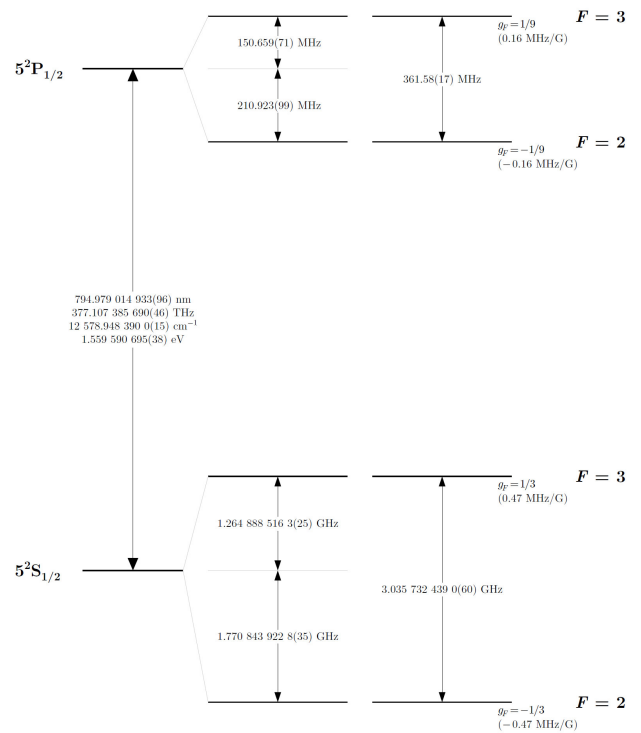 F = 3
g_F = 1/9
(0.16 MHz/G)
150.659(71) MHz
5²P₁/₂
361.58(17) MHz
210.923(99) MHz
F = 2
g_F = −1/9
(−0.16 MHz/G)
794.979 014 933(96) nm
377.107 385 690(46) THz
12 578.948 390 0(15) cm⁻¹
1.559 590 695(38) eV
F = 3
g_F = 1/3
(0.47 MHz/G)
1.264 888 516 3(25) GHz
5²S₁/₂
3.035 732 439 0(60) GHz
1.770 843 922 8(35) GHz
F = 2
g_F = −1/3
(−0.47 MHz/G)